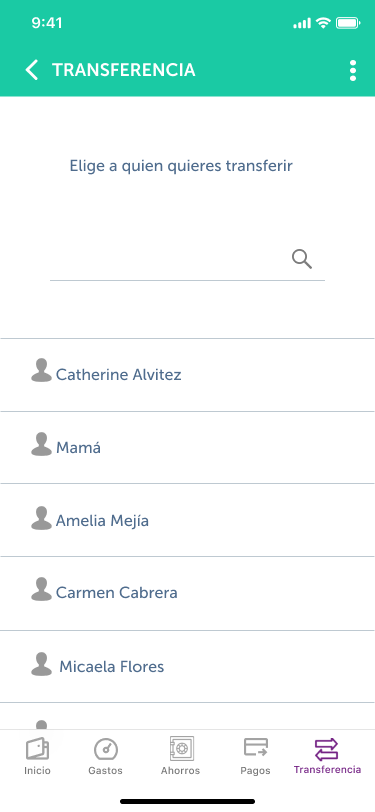 9:41
TRANSFERENCIA
Elige a quien quieres transferir
Catherine Alvitez
Mamá
Amelia Mejía
Carmen Cabrera
Micaela Flores
Inicio Gastos Ahorros Pagos Transferencia